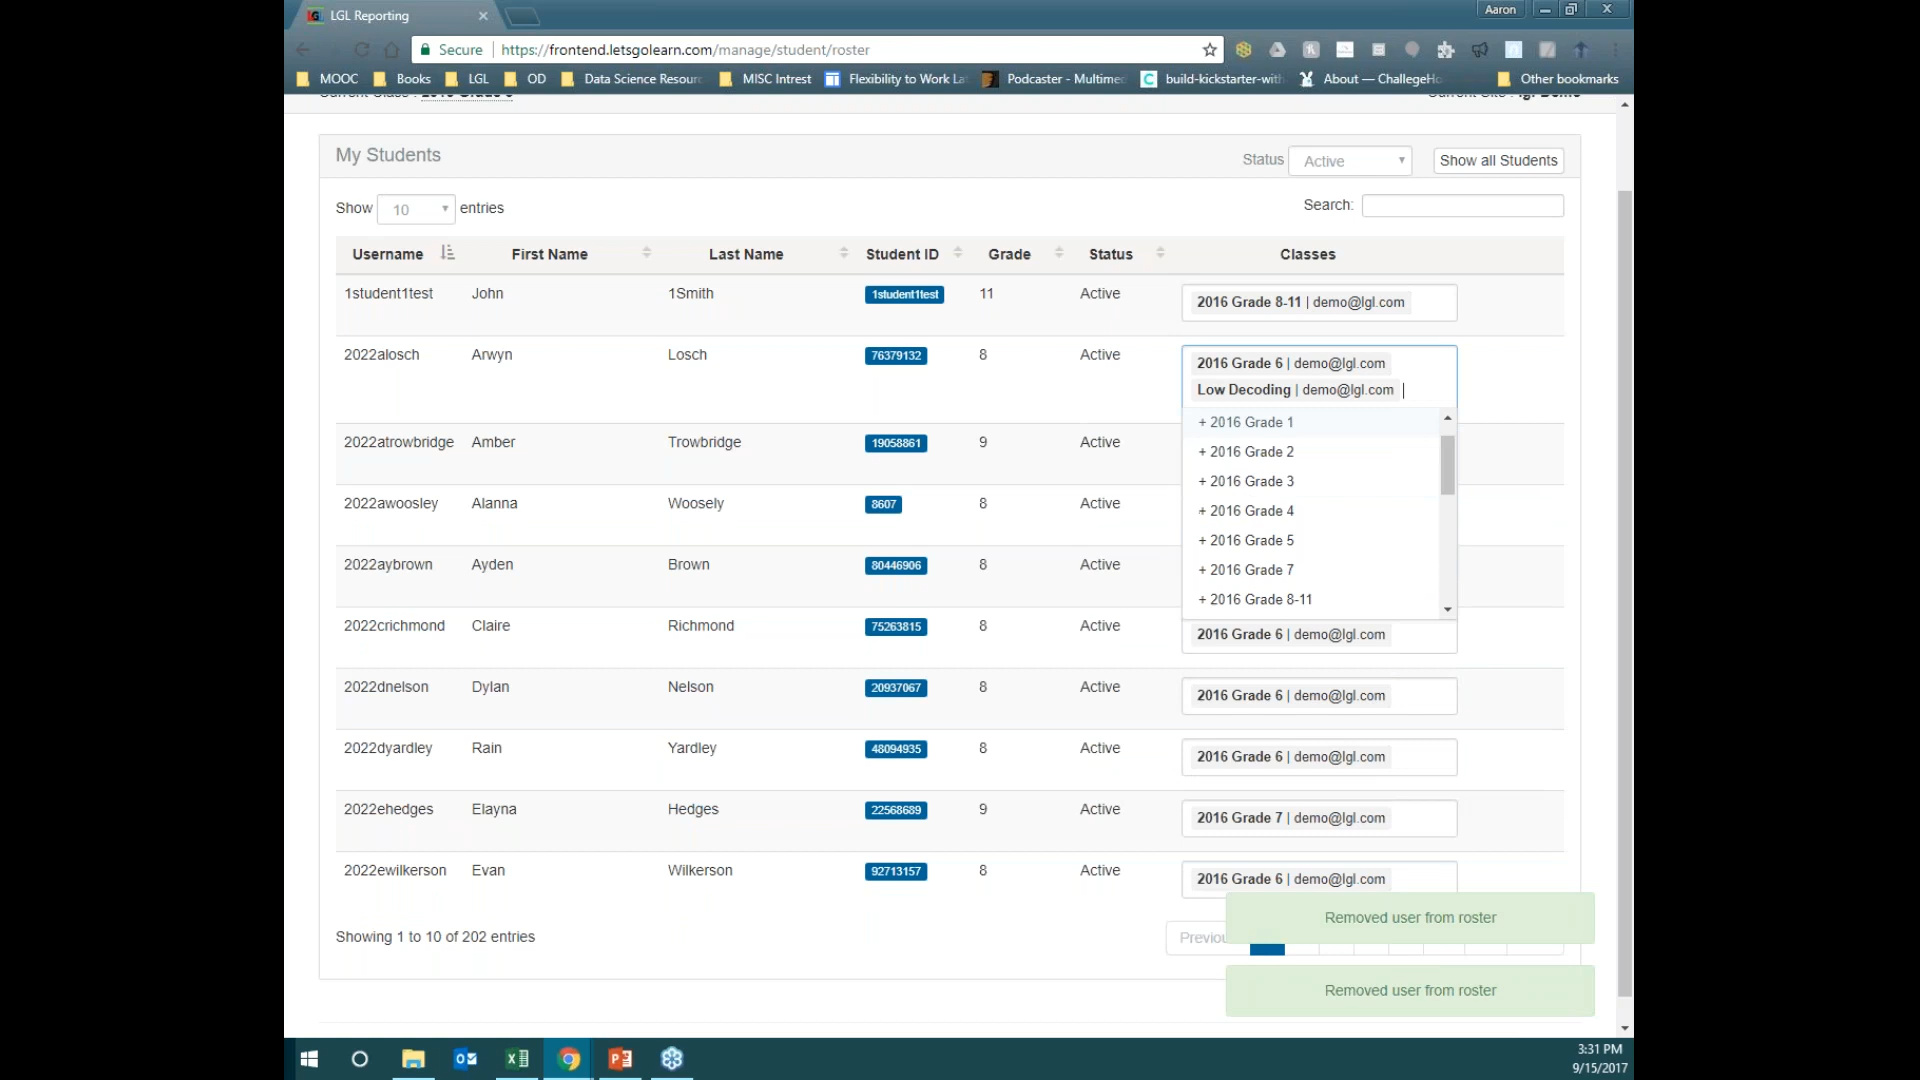 LGL Reporting
Aaron
Secure | https://frontend.letsgolearn.com/manage/student/roster
MOOC Books LGL OD Data Science Resour MISC Intrest Flexibility to Work La Podcaster - Multime build-kickstarter-with About — ChallegeHo Other bookmarks
My Students
Status Active Show all Students
Show 10 entries
Search:
Username First Name Last Name Student ID Grade Status Classes
1student1test John 1Smith 1student1test 11 Active 2016 Grade 8-11 | demo@lgl.com
2022alosch Arwyn Losch 76379132 8 Active 2016 Grade 6 | demo@lgl.com
Low Decoding | demo@lgl.com
+ 2016 Grade 1
2022atrowbridge Amber Trowbridge 19058861 9 Active
+ 2016 Grade 2
+ 2016 Grade 3
2022awoosley Alanna Woosely 8607 8 Active
+ 2016 Grade 4
+ 2016 Grade 5
2022aybrown Ayden Brown 80446906 8 Active
+ 2016 Grade 7
+ 2016 Grade 8-11
2022crichmond Claire Richmond 75263815 8 Active 2016 Grade 6 | demo@lgl.com
2022dnelson Dylan Nelson 20937067 8 Active 2016 Grade 6 | demo@lgl.com
2022dyardley Rain Yardley 48094935 8 Active 2016 Grade 6 | demo@lgl.com
2022ehedges Elayna Hedges 22568689 9 Active 2016 Grade 7 | demo@lgl.com
2022ewilkerson Evan Wilkerson 92713157 8 Active 2016 Grade 6 | demo@lgl.com
Removed user from roster
Showing 1 to 10 of 202 entries
Previou
Removed user from roster
3:31 PM
9/15/2017